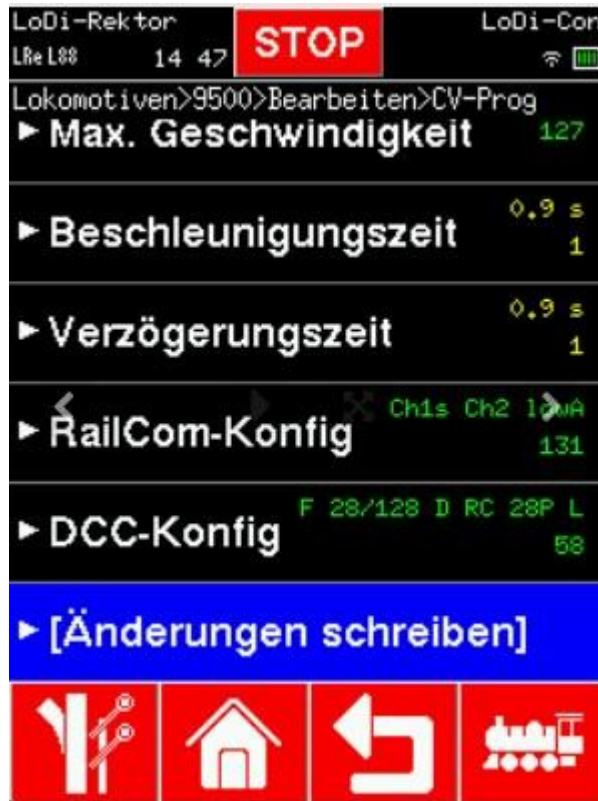 LoDi-Rektor
LoDi-Con
LRe L88 14 47
STOP
Lokomotiven>9500>Bearbeiten>CV-Prog
Max. Geschwindigkeit 127
0.9 s
Beschleunigungszeit
1
0.9 s
Verzögerungszeit
1
Ch1s Ch2 lowA
RailCom-Konfig
131
F 28/128 D RC 28P L
DCC-Konfig
58
[Änderungen schreiben]